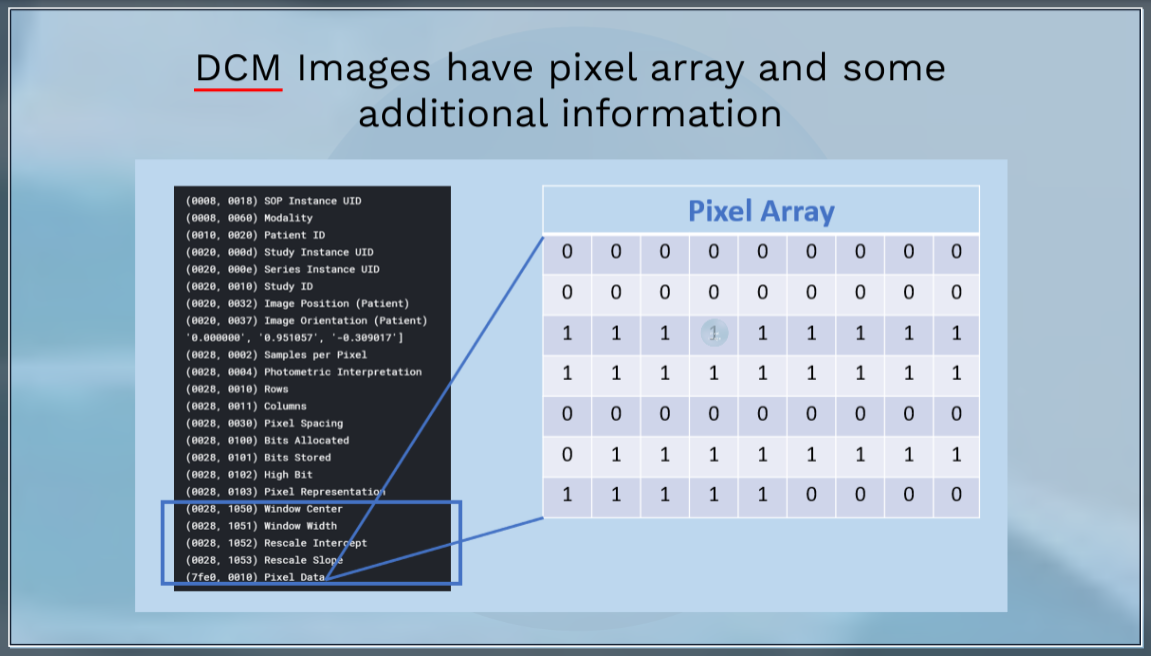 DCM Images have pixel array and some
additional information
(0008, 0018) SOP Instance UID
(0008, 0060) Modality
(0010, 0020) Patient ID
(0020, 000d) Study Instance UID
(0020, 000e) Series Instance UID
(0020, 0010) Study ID
(0020, 0032) Image Position (Patient)
(0020, 0037) Image Orientation (Patient)
'0.000000', '0.951057', '-0.309017']
(0028, 0002) Samples per Pixel
(0028, 0004) Photometric Interpretation
(0028, 0010) Rows
(0028, 0011) Columns
(0028, 0030) Pixel Spacing
(0028, 0100) Bits Allocated
(0028, 0101) Bits Stored
(0028, 0102) High Bit
(0028, 0103) Pixel Representation
(0028, 1050) Window Center
(0028, 1051) Window Width
(0028, 1052) Rescale Intercept
(0028, 1053) Rescale Slope
(7fe0, 0010) Pixel Data
Pixel Array
0 0 0 0 0 0 0 0 0
0 0 0 0 0 0 0 0 0
1 1 1 1 1 1 1 1 1
1 1 1 1 1 1 1 1 1
0 0 0 0 0 0 0 0 0
0 1 1 1 1 1 1 1 1
1 1 1 1 1 0 0 0 0